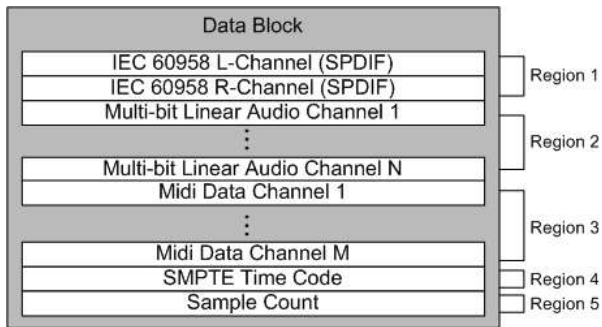 Data Block
IEC 60958 L-Channel (SPDIF)
IEC 60958 R-Channel (SPDIF)
Region 1
Multi-bit Linear Audio Channel 1
⋮
Region 2
Multi-bit Linear Audio Channel N
Midi Data Channel 1
⋮
Region 3
Midi Data Channel M
SMPTE Time Code
Region 4
Sample Count
Region 5